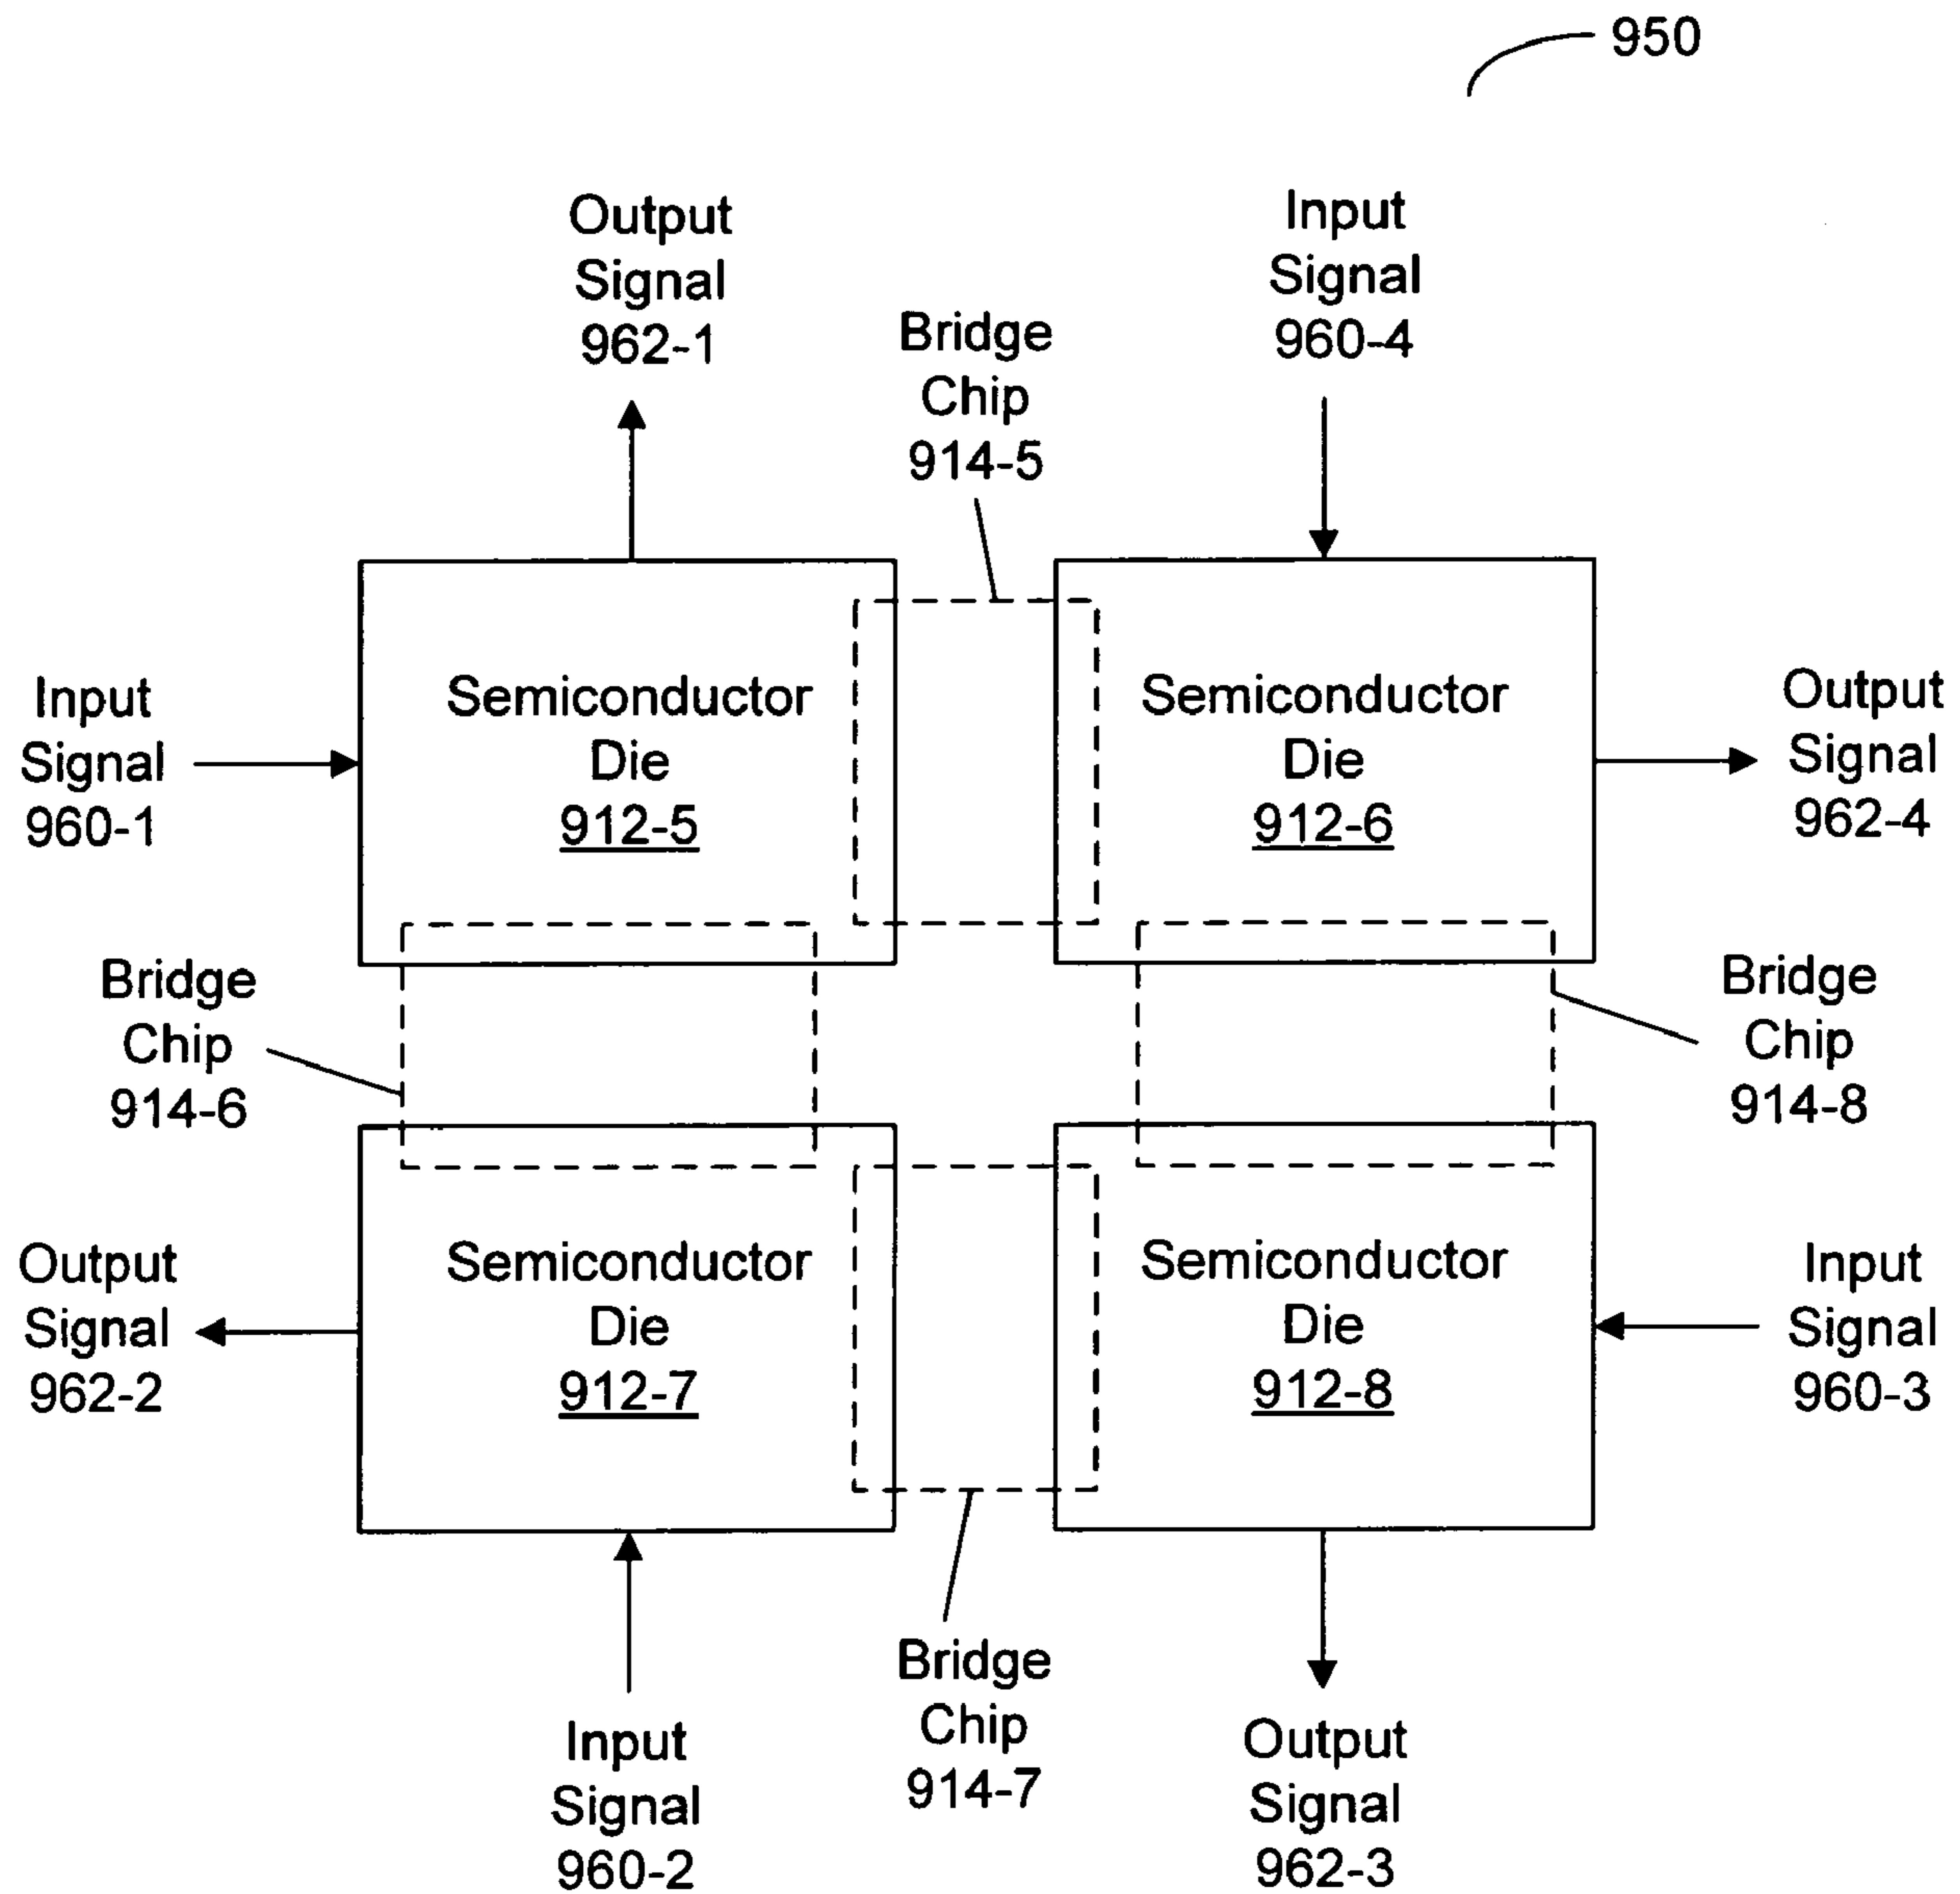 950
Output
Signal
962-1
Input
Signal
960-4
Bridge
Chip
914-5
Input
Signal
960-1
Semiconductor
Die
912-5
Semiconductor
Die
912-6
Output
Signal
962-4
Bridge
Chip
914-6
Bridge
Chip
914-8
Output
Signal
962-2
Semiconductor
Die
912-7
Semiconductor
Die
912-8
Input
Signal
960-3
Input
Signal
960-2
Bridge
Chip
914-7
Output
Signal
962-3